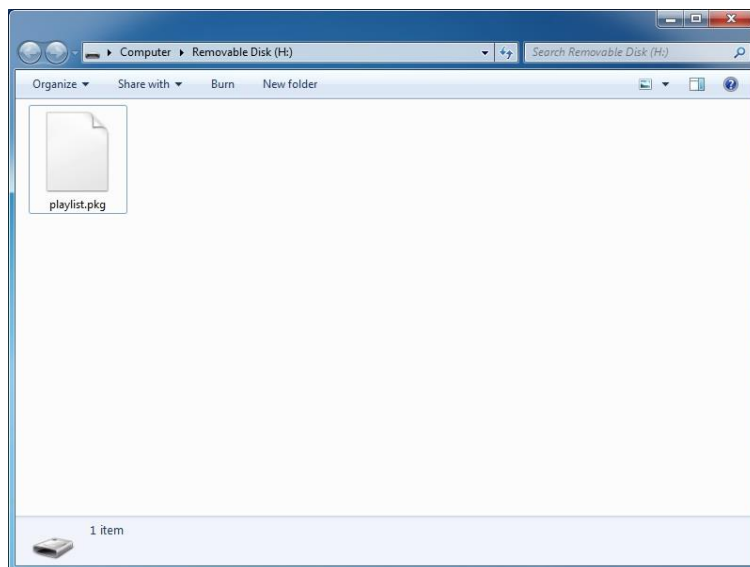 Computer ▸ Removable Disk (H:)
Search Removable Disk (H:)
Organize
Share with
Burn
New folder
playlist.pkg
1 item